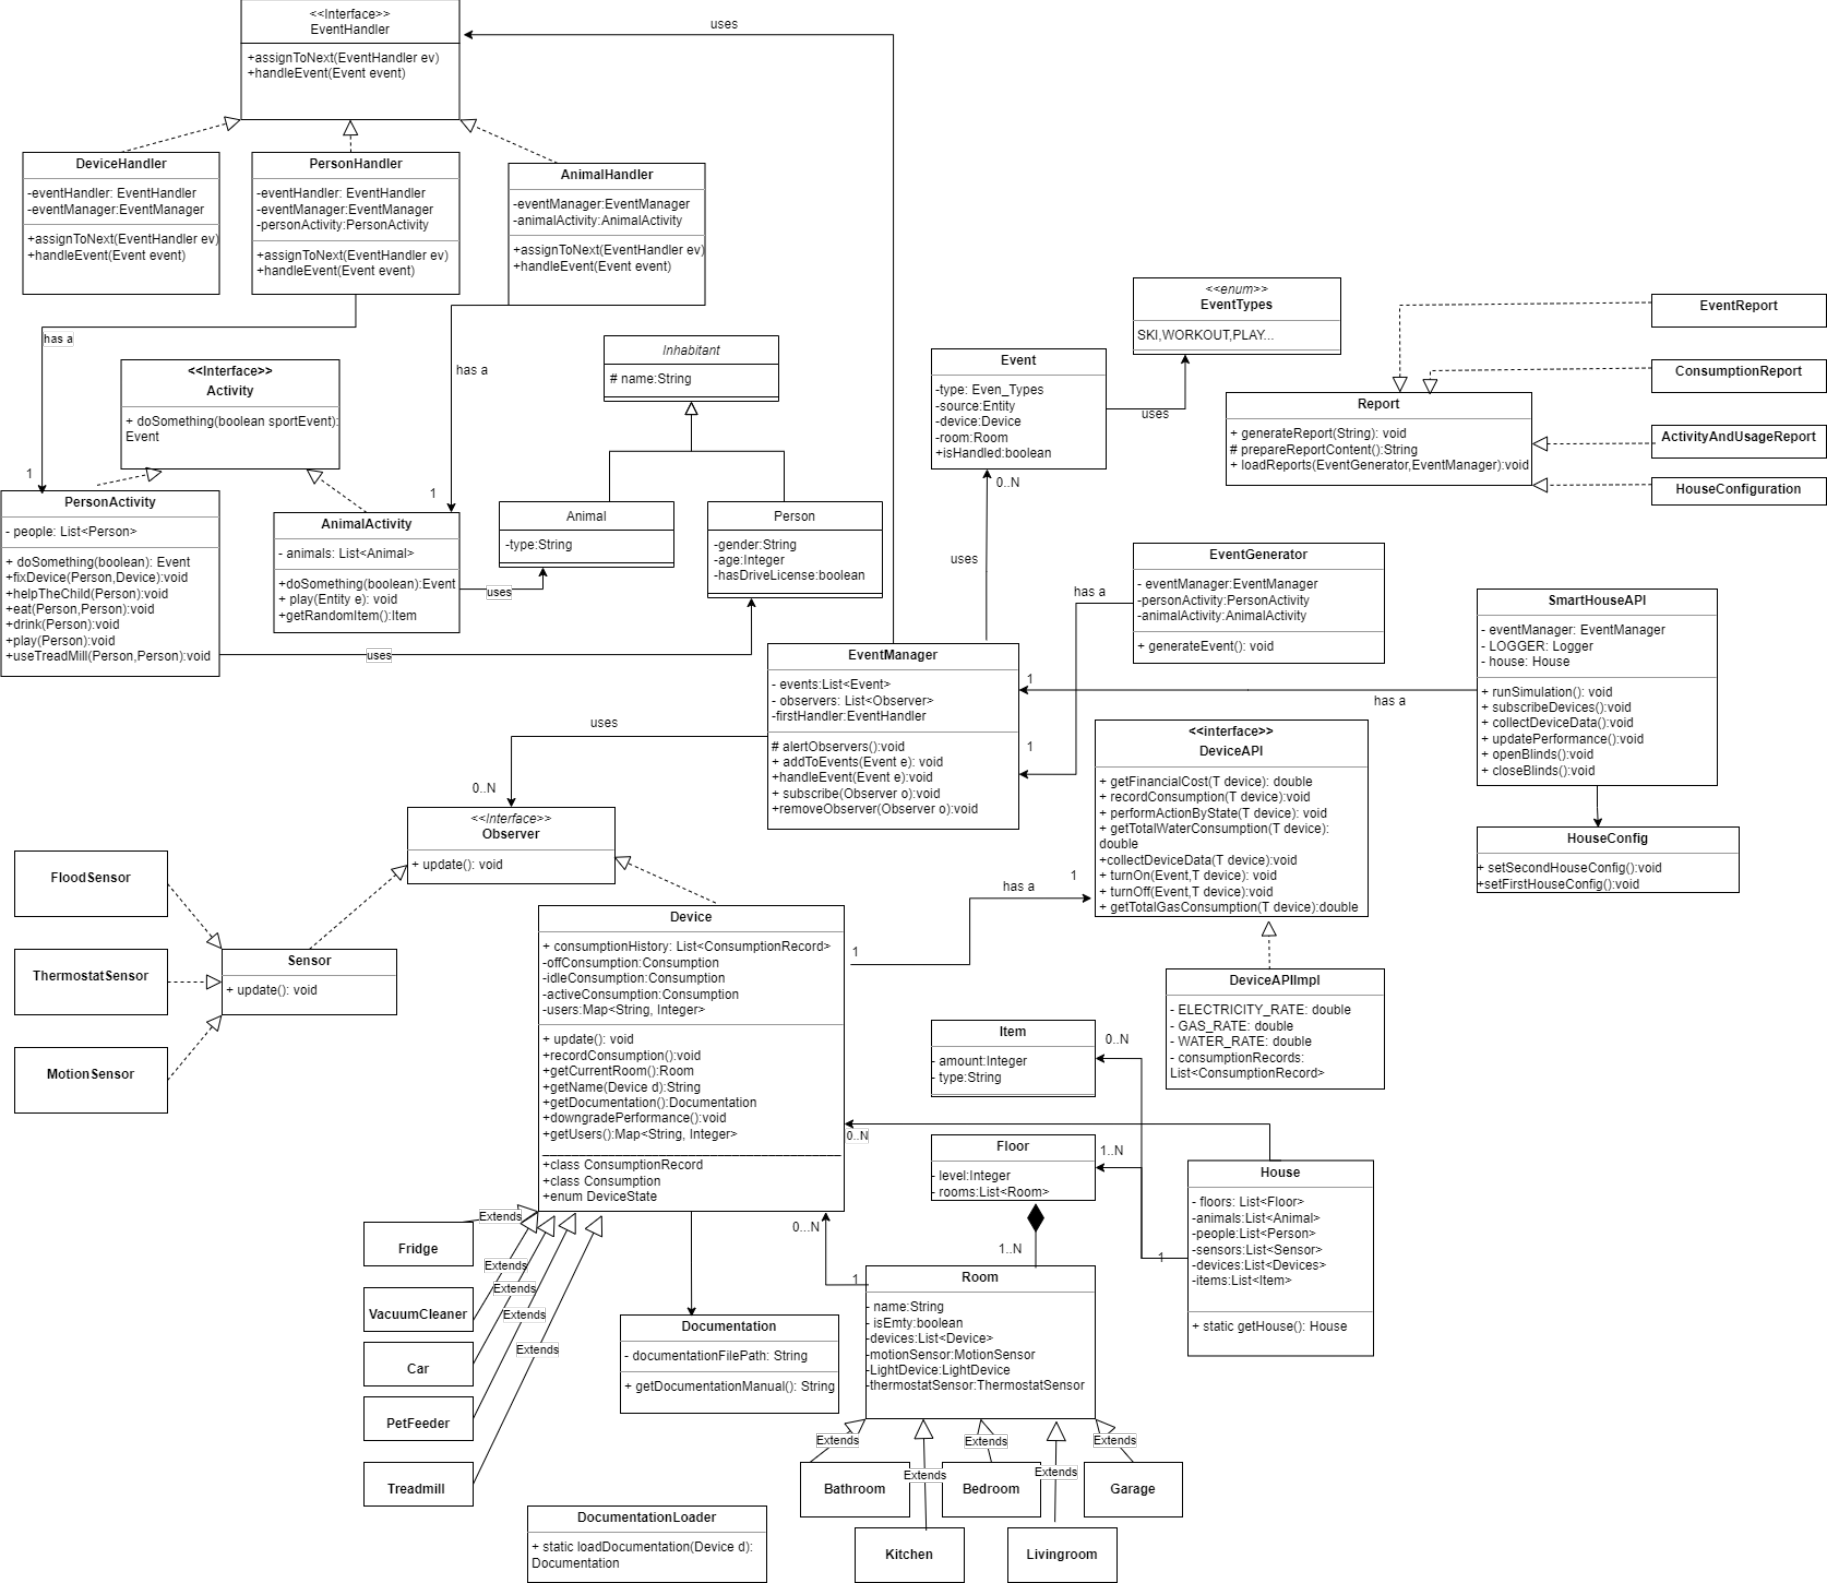 <<Interface>>
EventHandler
+assignToNext(EventHandler ev)
+handleEvent(Event event)
uses
DeviceHandler
-eventHandler: EventHandler
-eventManager:EventManager
+assignToNext(EventHandler ev)
+handleEvent(Event event)
PersonHandler
-eventHandler: EventHandler
-eventManager:EventManager
-personActivity:PersonActivity
+assignToNext(EventHandler ev)
+handleEvent(Event event)
AnimalHandler
-eventManager:EventManager
-animalActivity:AnimalActivity
+assignToNext(EventHandler ev)
+handleEvent(Event event)
has a
1
has a
1
<<Interface>>
Activity
+ doSomething(boolean sportEvent):
Event
Inhabitant
# name:String
PersonActivity
- people: List<Person>
+ doSomething(boolean): Event
+fixDevice(Person,Device):void
+helpTheChild(Person):void
+eat(Person,Person):void
+drink(Person):void
+play(Person):void
+useTreadMill(Person,Person):void
AnimalActivity
- animals: List<Animal>
+doSomething(boolean):Event
+ play(Entity e): void
+getRandomItem():Item
uses
uses
Animal
-type:String
Person
-gender:String
-age:Integer
-hasDriveLicense:boolean
<<enum>>
EventTypes
SKI,WORKOUT,PLAY...
Event
-type: Even_Types
-source:Entity
-device:Device
-room:Room
+isHandled:boolean
uses
0..N
uses
EventReport
ConsumptionReport
ActivityAndUsageReport
HouseConfiguration
Report
+ generateReport(String): void
# prepareReportContent():String
+ loadReports(EventGenerator,EventManager):void
EventGenerator
- eventManager:EventManager
-personActivity:PersonActivity
-animalActivity:AnimalActivity
+ generateEvent(): void
has a
SmartHouseAPI
- eventManager: EventManager
- LOGGER: Logger
- house: House
+ runSimulation(): void
+ subscribeDevices():void
+ collectDeviceData():void
+ updatePerformance():void
+ openBlinds():void
+ closeBlinds():void
EventManager
- events:List<Event>
- observers: List<Observer>
-firstHandler:EventHandler
# alertObservers():void
+ addToEvents(Event e): void
+handleEvent(Event e):void
+ subscribe(Observer o):void
+removeObserver(Observer o):void
1
has a
1
uses
0..N
<<Interface>>
Observer
+ update(): void
<<interface>>
DeviceAPI
+ getFinancialCost(T device): double
+ recordConsumption(T device):void
+ performActionByState(T device): void
+ getTotalWaterConsumption(T device):
double
+collectDeviceData(T device):void
+ turnOn(Event,T device): void
+ turnOff(Event,T device):void
+ getTotalGasConsumption(T device):double
HouseConfig
+ setSecondHouseConfig():void
+setFirstHouseConfig():void
FloodSensor
ThermostatSensor
MotionSensor
Sensor
+ update(): void
Device
+ consumptionHistory: List<ConsumptionRecord>
-offConsumption:Consumption
-idleConsumption:Consumption
-activeConsumption:Consumption
-users:Map<String, Integer>
+ update(): void
+recordConsumption():void
+getCurrentRoom():Room
+getName(Device d):String
+getDocumentation():Documentation
+downgradePerformance():void
+getUsers():Map<String, Integer>
+class ConsumptionRecord
+class Consumption
+enum DeviceState
1
has a
1
DeviceAPIImpl
- ELECTRICITY_RATE: double
- GAS_RATE: double
- WATER_RATE: double
- consumptionRecords:
List<ConsumptionRecord>
Item
- amount:Integer
- type:String
0..N
0..N
Floor
- level:Integer
- rooms:List<Room>
1..N
House
- floors: List<Floor>
-animals:List<Animal>
-people:List<Person>
-sensors:List<Sensor>
-devices:List<Devices>
-items:List<Item>
+ static getHouse(): House
1
1..N
0...N
1
Room
- name:String
- isEmty:boolean
-devices:List<Device>
-motionSensor:MotionSensor
-LightDevice:LightDevice
-thermostatSensor:ThermostatSensor
Fridge
VacuumCleaner
Car
PetFeeder
Treadmill
Extends
Extends
Extends
Extends
Extends
Documentation
- documentationFilePath: String
+ getDocumentationManual(): String
Extends
Extends
Extends
Extends
Extends
Bathroom
Bedroom
Garage
Kitchen
Livingroom
DocumentationLoader
+ static loadDocumentation(Device d):
Documentation